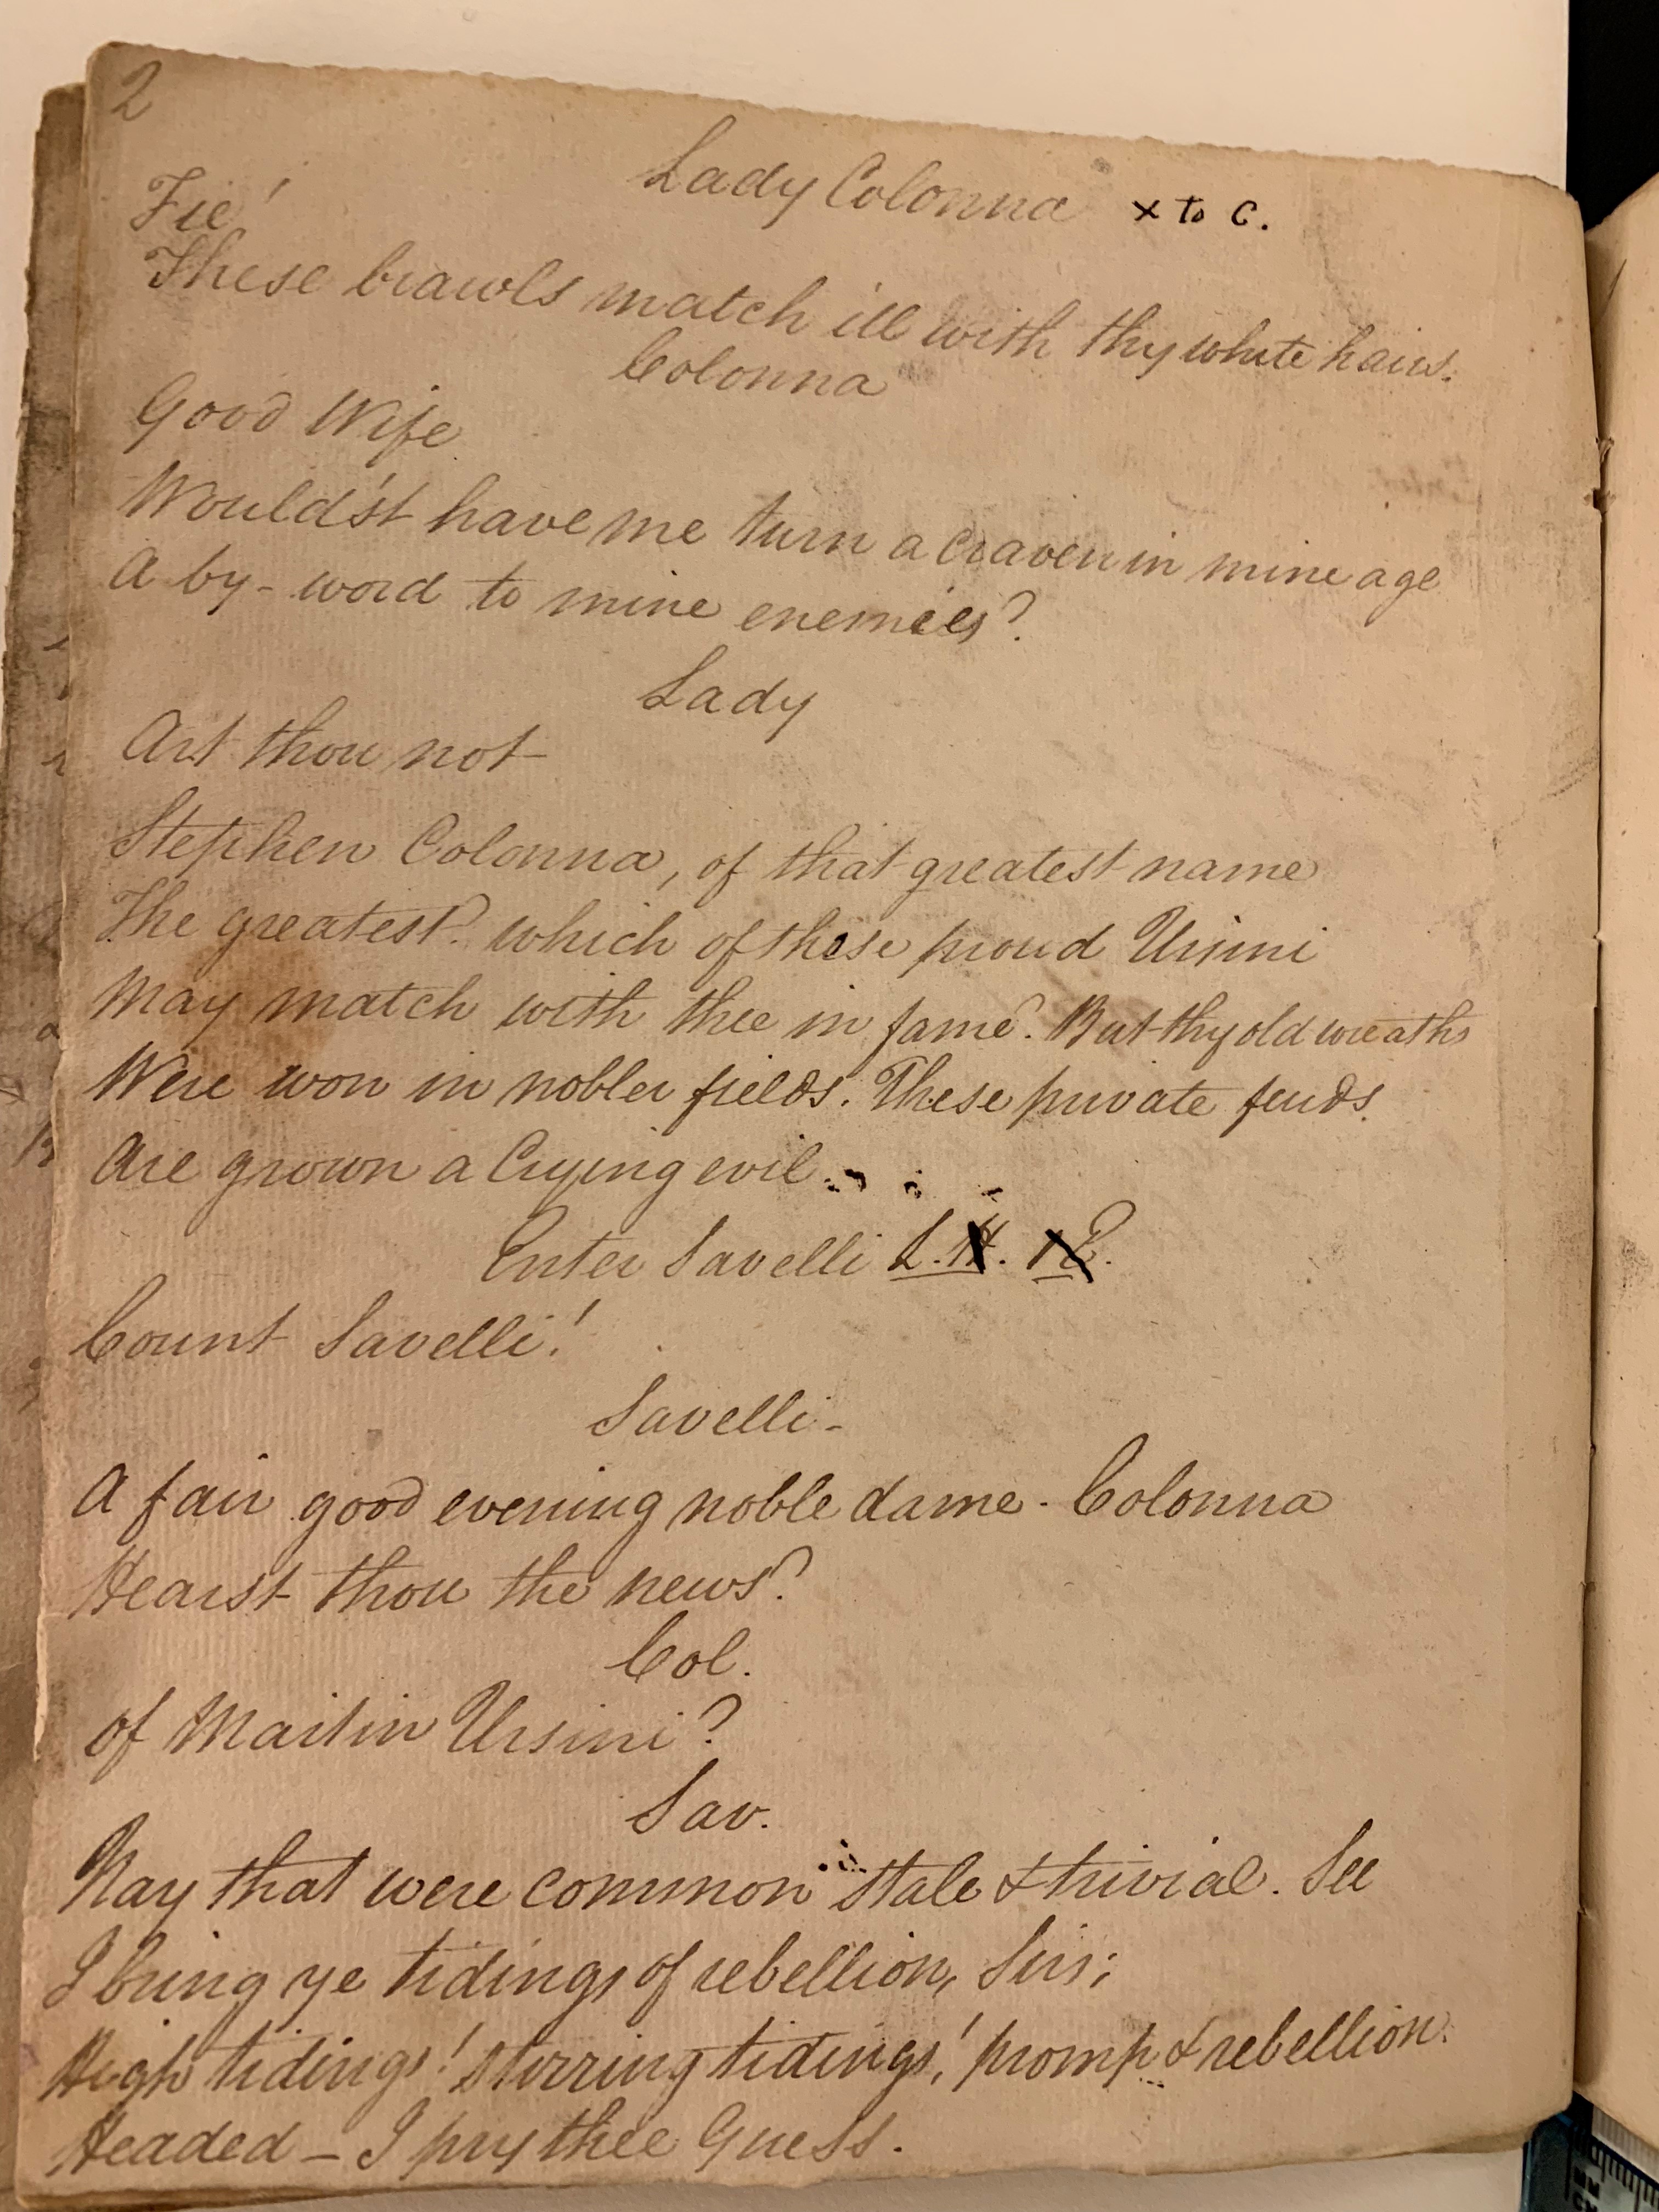 2
Lady Colonna x to C.
Fie!
These brawls match ill with thy white hairs.
Colonna
Good Wife
Would'st have me turn a craven in mine age
A by-word to mine enemies?
Lady
Art thou not
Stephen Colonna, of that greatest name
The greatest? which of these proud Ursini
May match with thee in fame? But thy old wreaths
Were won in nobler fields. These private feuds
Are grown a Crying evil.
Enter Savelli L.
Count Savelli!
Savelli-
A fair good evening noble dame. Colonna
Hearst thou the news?
Col.
of Martin Ursini?
Sav.
Nay that were common stale & trivial. See
I bring ye tidings of rebellion, Sirs;
High tidings! stirring tidings! promp & rebellion.
Headed – I prythee Guess.